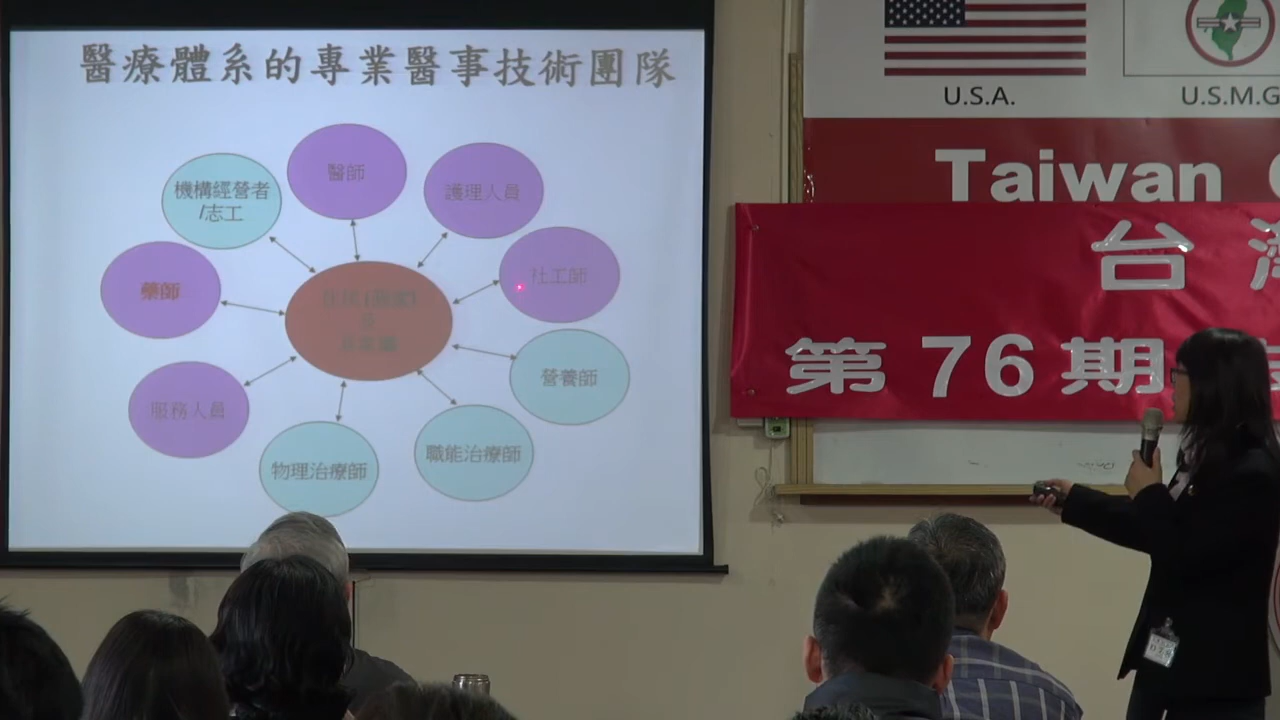 醫療體系的專業醫事技術團隊
醫師
機構經營者
/志工
護理人員
藥師
社工師
營養師
服務人員
物理治療師
職能治療師
U.S.A.
U.S.M.G
Taiwan
台
第 76 期